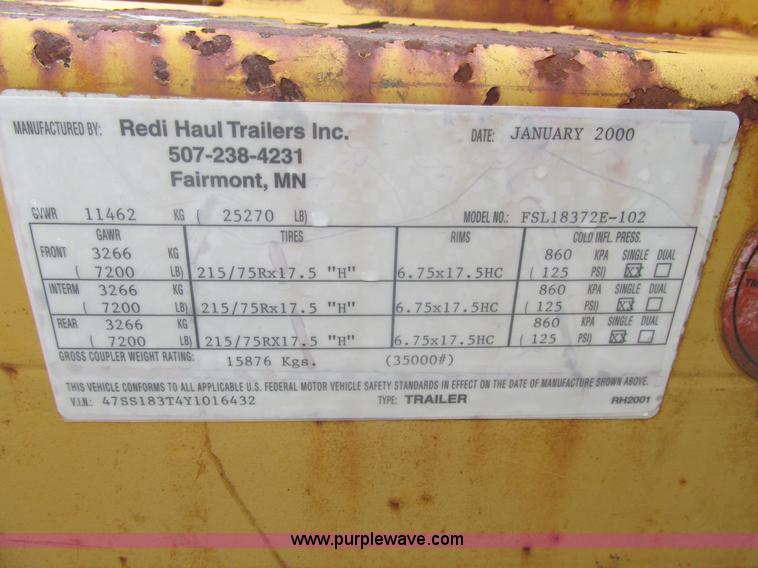 MANUFACTURED BY: Redi Haul Trailers Inc. DATE: JANUARY 2000
507-238-4231
Fairmont, MN
GVWR 11462 KG ( 25270 LB) MODEL NO.: FSL18372E-102
GAWR TIRES RIMS COLD INFL. PRESS.
FRONT 3266 KG 860 KPA SINGLE DUAL
( 7200 LB) 215/75Rx17.5 "H" 6.75x17.5HC ( 125 PSI) XX
INTERM 3266 KG 860 KPA SINGLE DUAL
( 7200 LB) 215/75Rx17.5 "H" 6.75x17.5HC ( 125 PSI) XX
REAR 3266 KG 860 KPA SINGLE DUAL
( 7200 LB) 215/75RX17.5 "H" 6.75x17.5HC ( 125 PSI) XX
GROSS COUPLER WEIGHT RATING: 15876 Kgs. (35000#)
THIS VEHICLE CONFORMS TO ALL APPLICABLE U.S. FEDERAL MOTOR VEHICLE SAFETY STANDARDS IN EFFECT ON THE DATE OF MANUFACTURE SHOWN ABOVE.
V.I.N.: 47SS183T4Y1016432 TYPE: TRAILER RH2001
www.purplewave.com